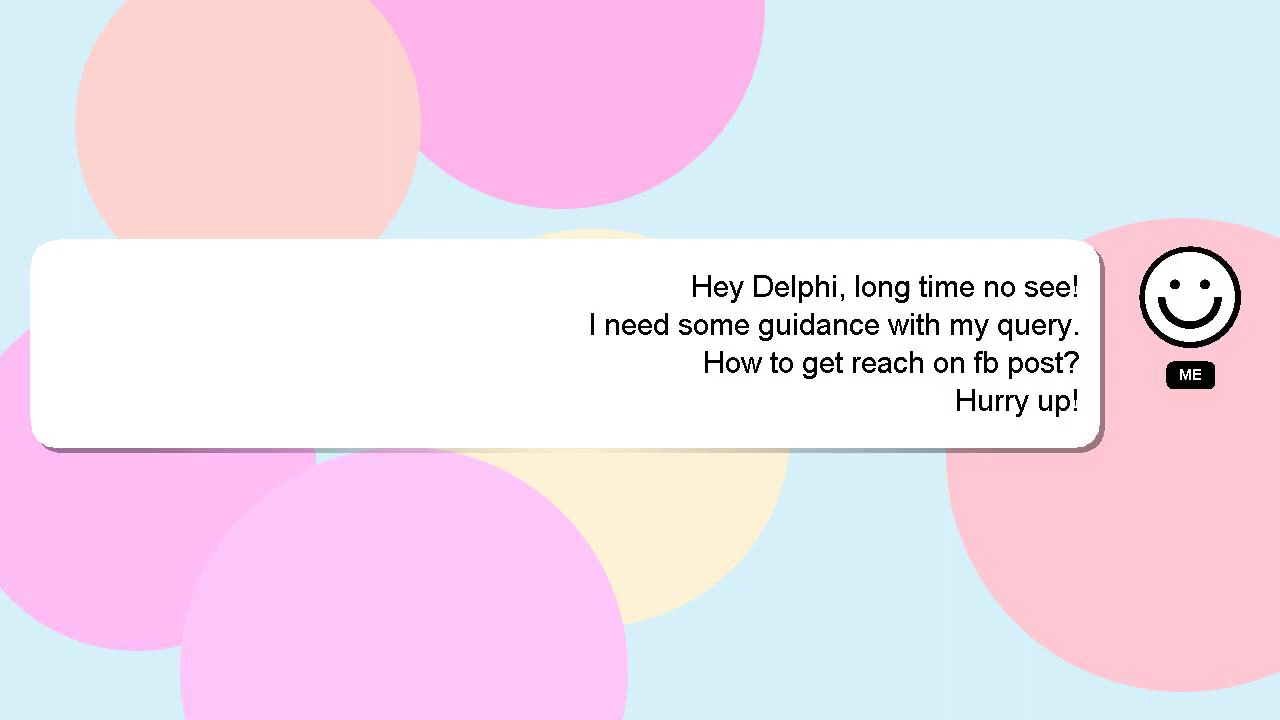 Hey Delphi, long time no see!
I need some guidance with my query.
How to get reach on fb post?
Hurry up!
ME